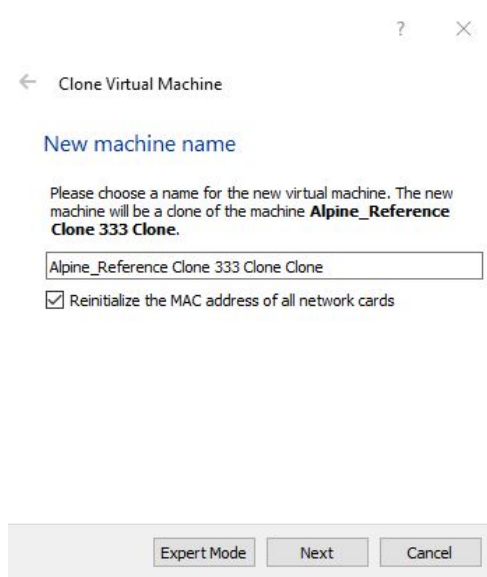 ?
Clone Virtual Machine
New machine name
Please choose a name for the new virtual machine. The new
machine will be a clone of the machine Alpine_Reference
Clone 333 Clone.
Alpine_Reference Clone 333 Clone Clone
Reinitialize the MAC address of all network cards
Expert Mode Next Cancel